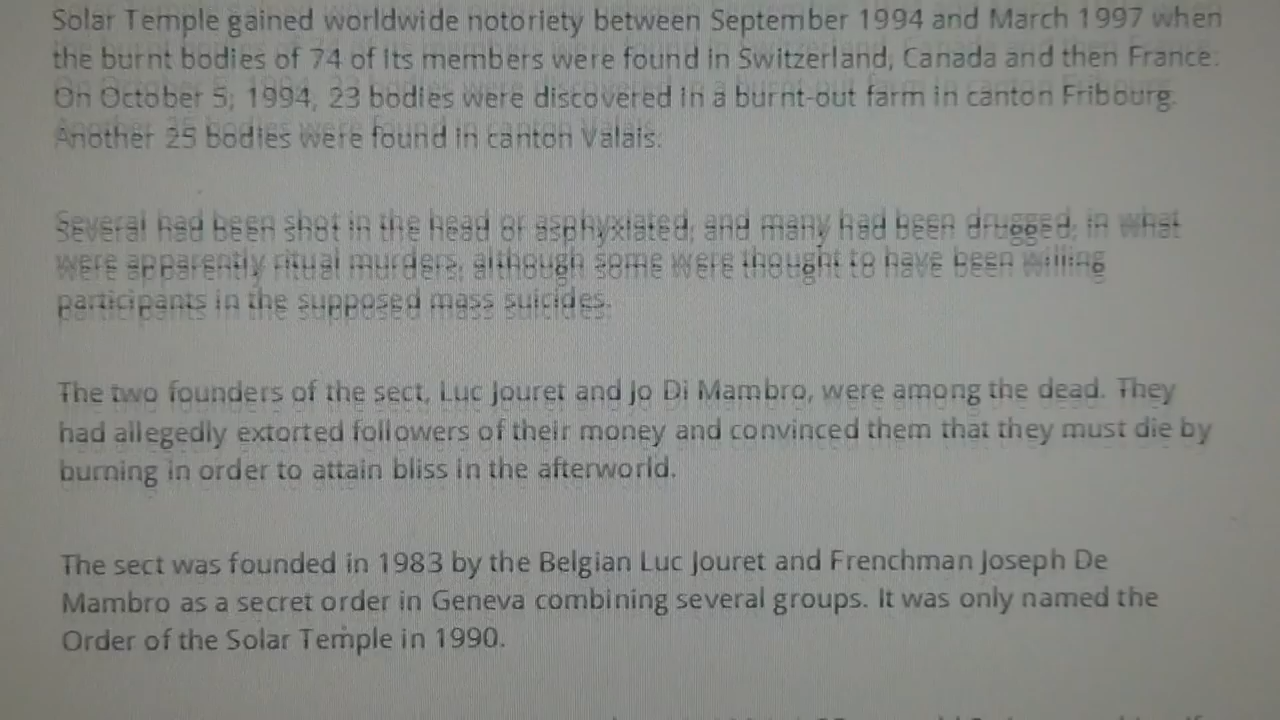 Solar Temple gained worldwide notoriety between September 1994 and March 1997 when
the burnt bodies of 74 of its members were found in Switzerland, Canada and then France.
On October 5, 1994, 23 bodies were discovered in a burnt-out farm in canton Fribourg.
Another 25 bodies were found in canton Valais.
Several had been shot in the head or asphyxiated, and many had been drugged, in what
were apparently ritual murders, although some were thought to have been willing
participants in the supposed mass suicides.
The two founders of the sect, Luc Jouret and Jo Di Mambro, were among the dead. They
had allegedly extorted followers of their money and convinced them that they must die by
burning in order to attain bliss in the afterworld.
The sect was founded in 1983 by the Belgian Luc Jouret and Frenchman Joseph De
Mambro as a secret order in Geneva combining several groups. It was only named the
Order of the Solar Temple in 1990.